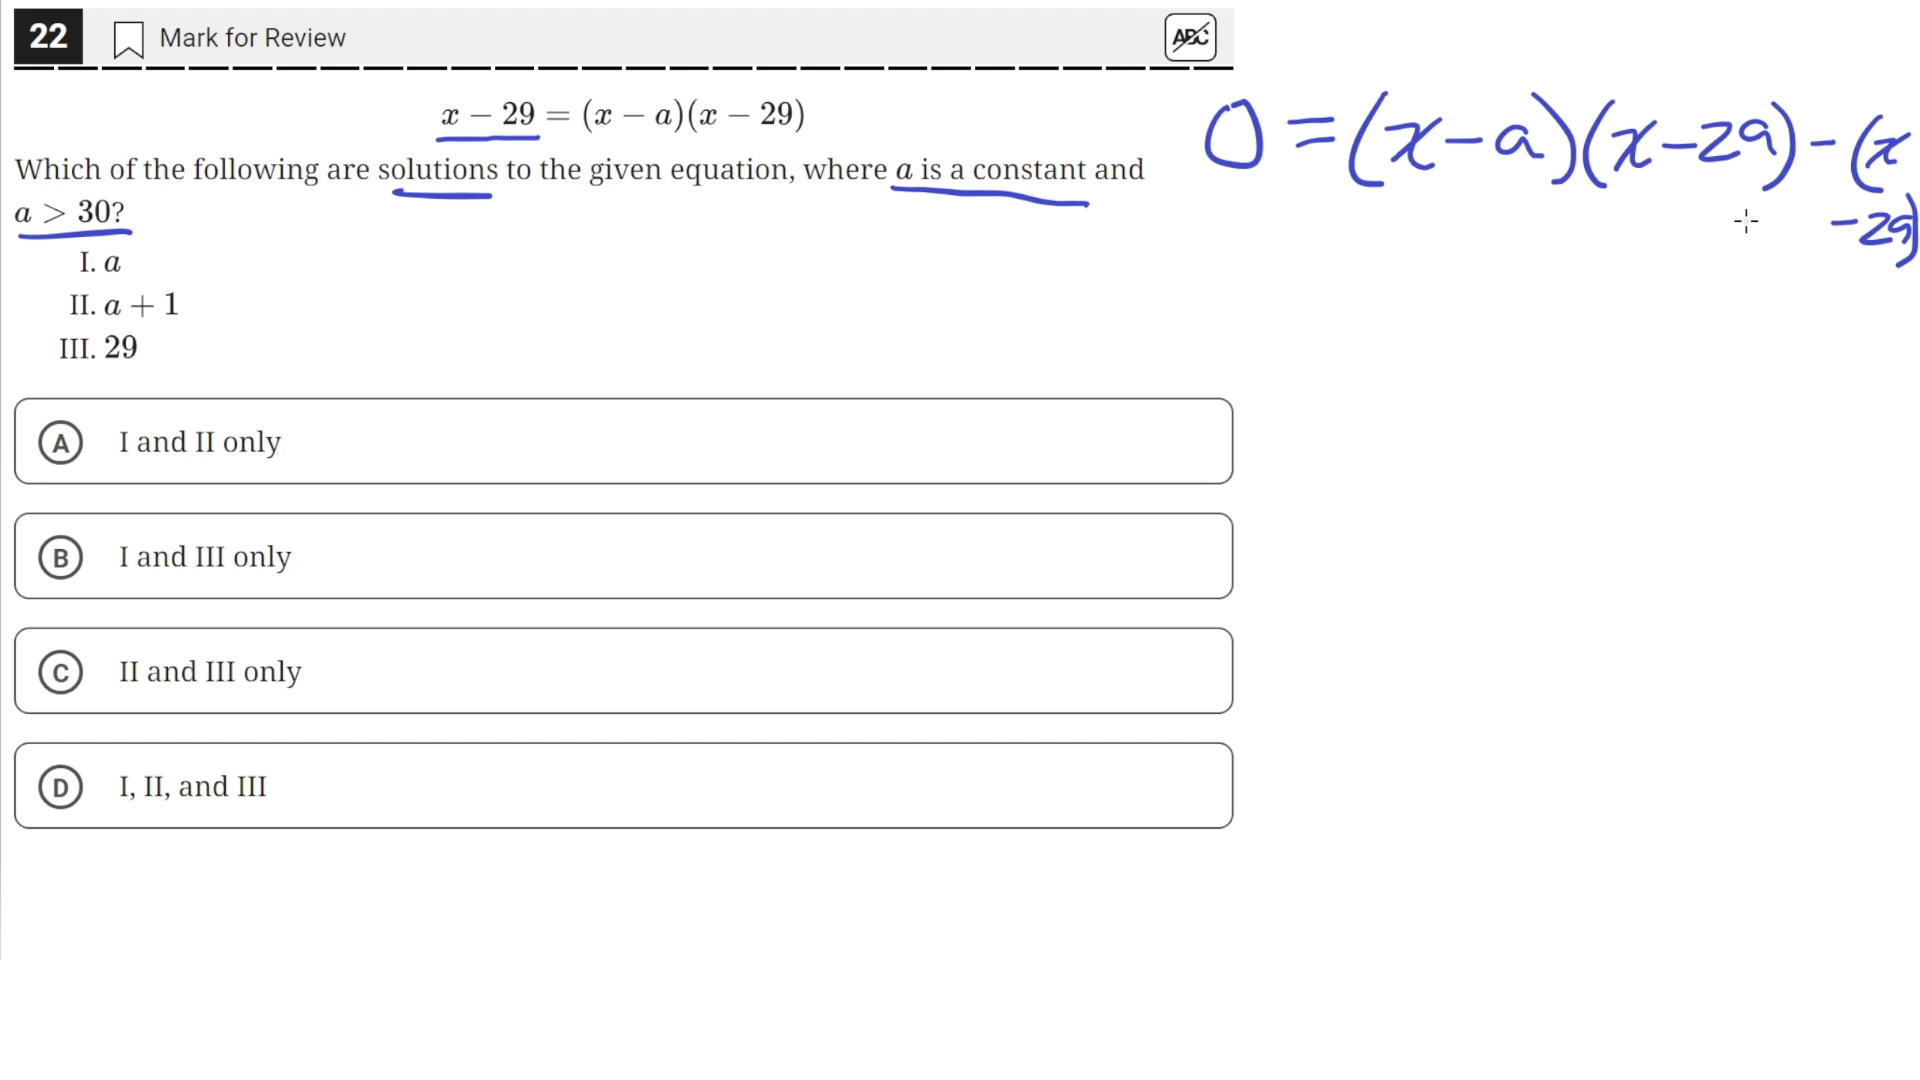 22 Mark for Review ABC
x − 29 = (x − a)(x − 29)
0 = (x − a)(x − 29) − (x
− 29)
Which of the following are solutions to the given equation, where a is a constant and
a > 30?
I. a
II. a + 1
III. 29
A I and II only
B I and III only
C II and III only
D I, II, and III